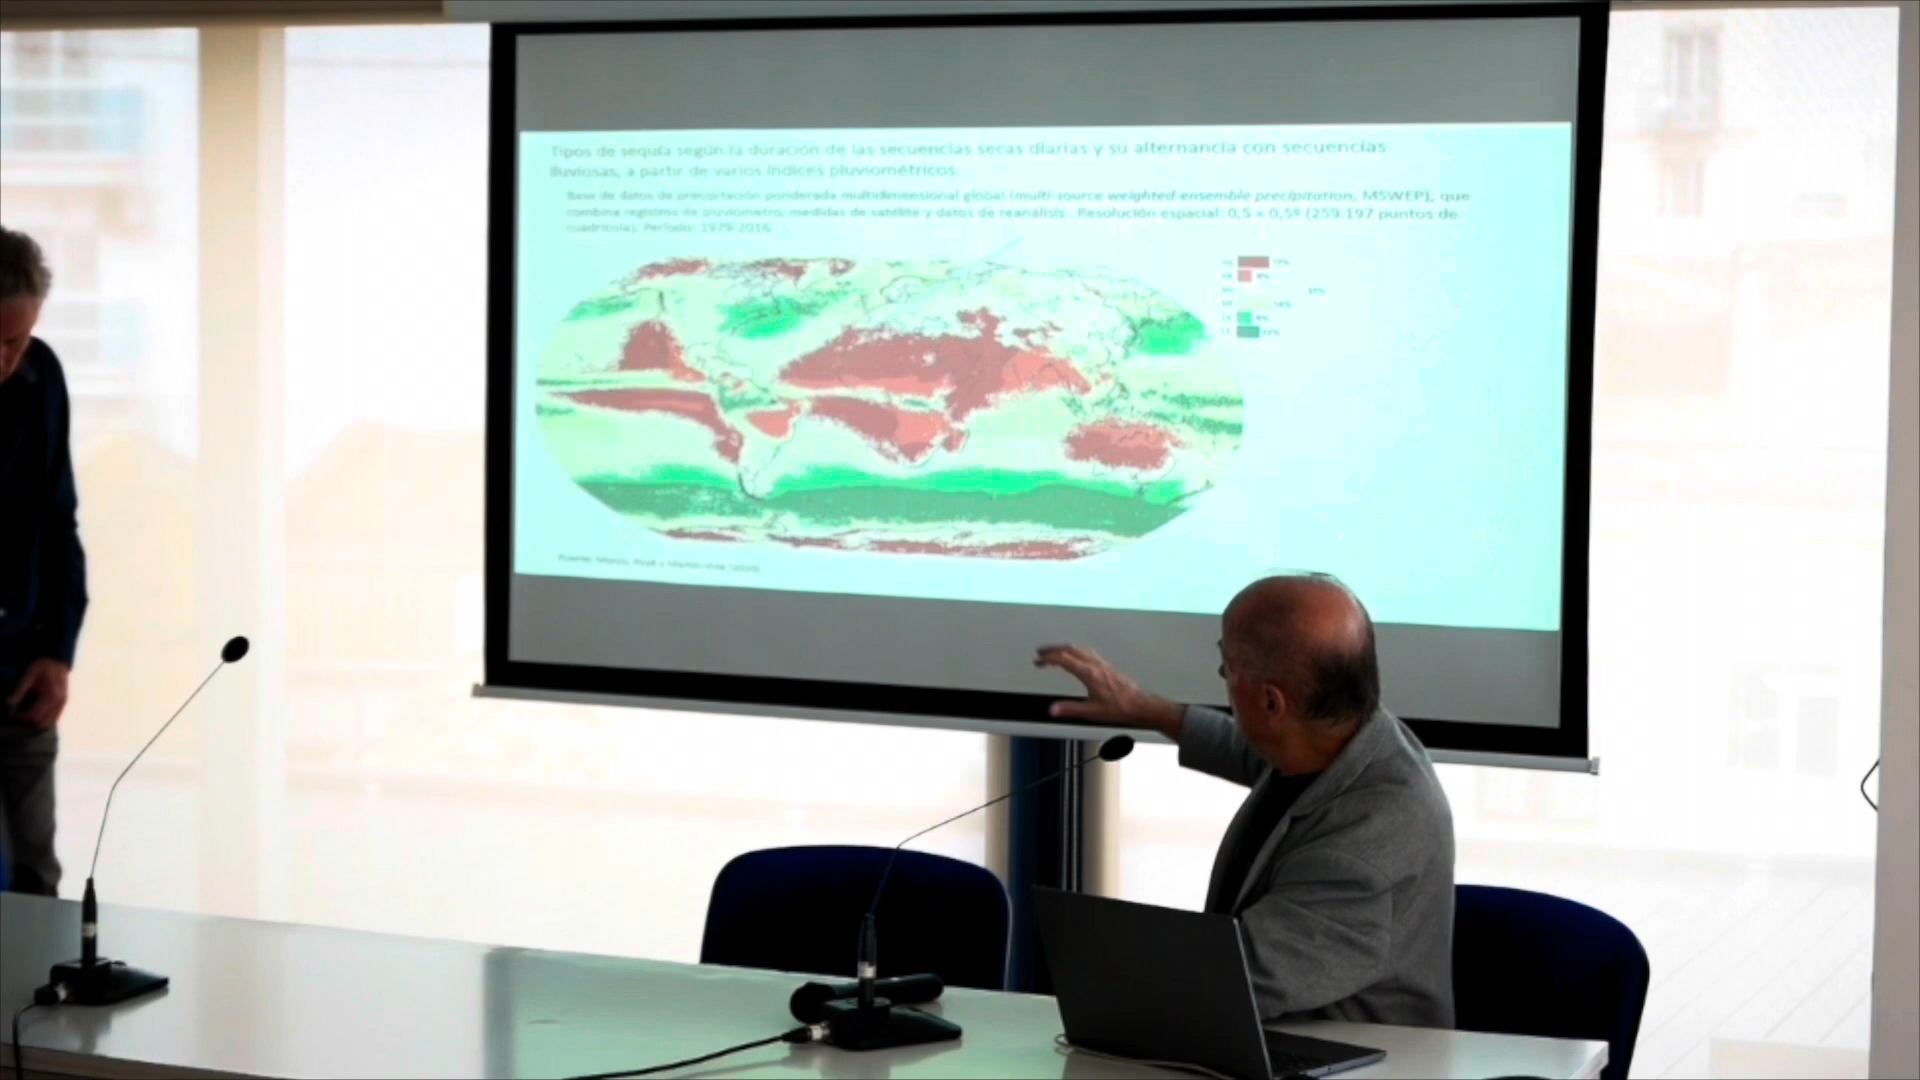 Tipos de sequía según la duración de las secuencias secas diarias y su alternancia con secuencias
lluviosas, a partir de varios índices pluviométricos.
Base de datos de precipitación ponderada multidimensional global (multi-source weighted-ensemble precipitation, MSWEP), que
combina registros de pluviómetro, medidas de satélite y datos de reanálisis . Resolución espacial: 0,5 x 0,5º (259.197 puntos de
cuadrícula). Período: 1979-2016.
Fuente: